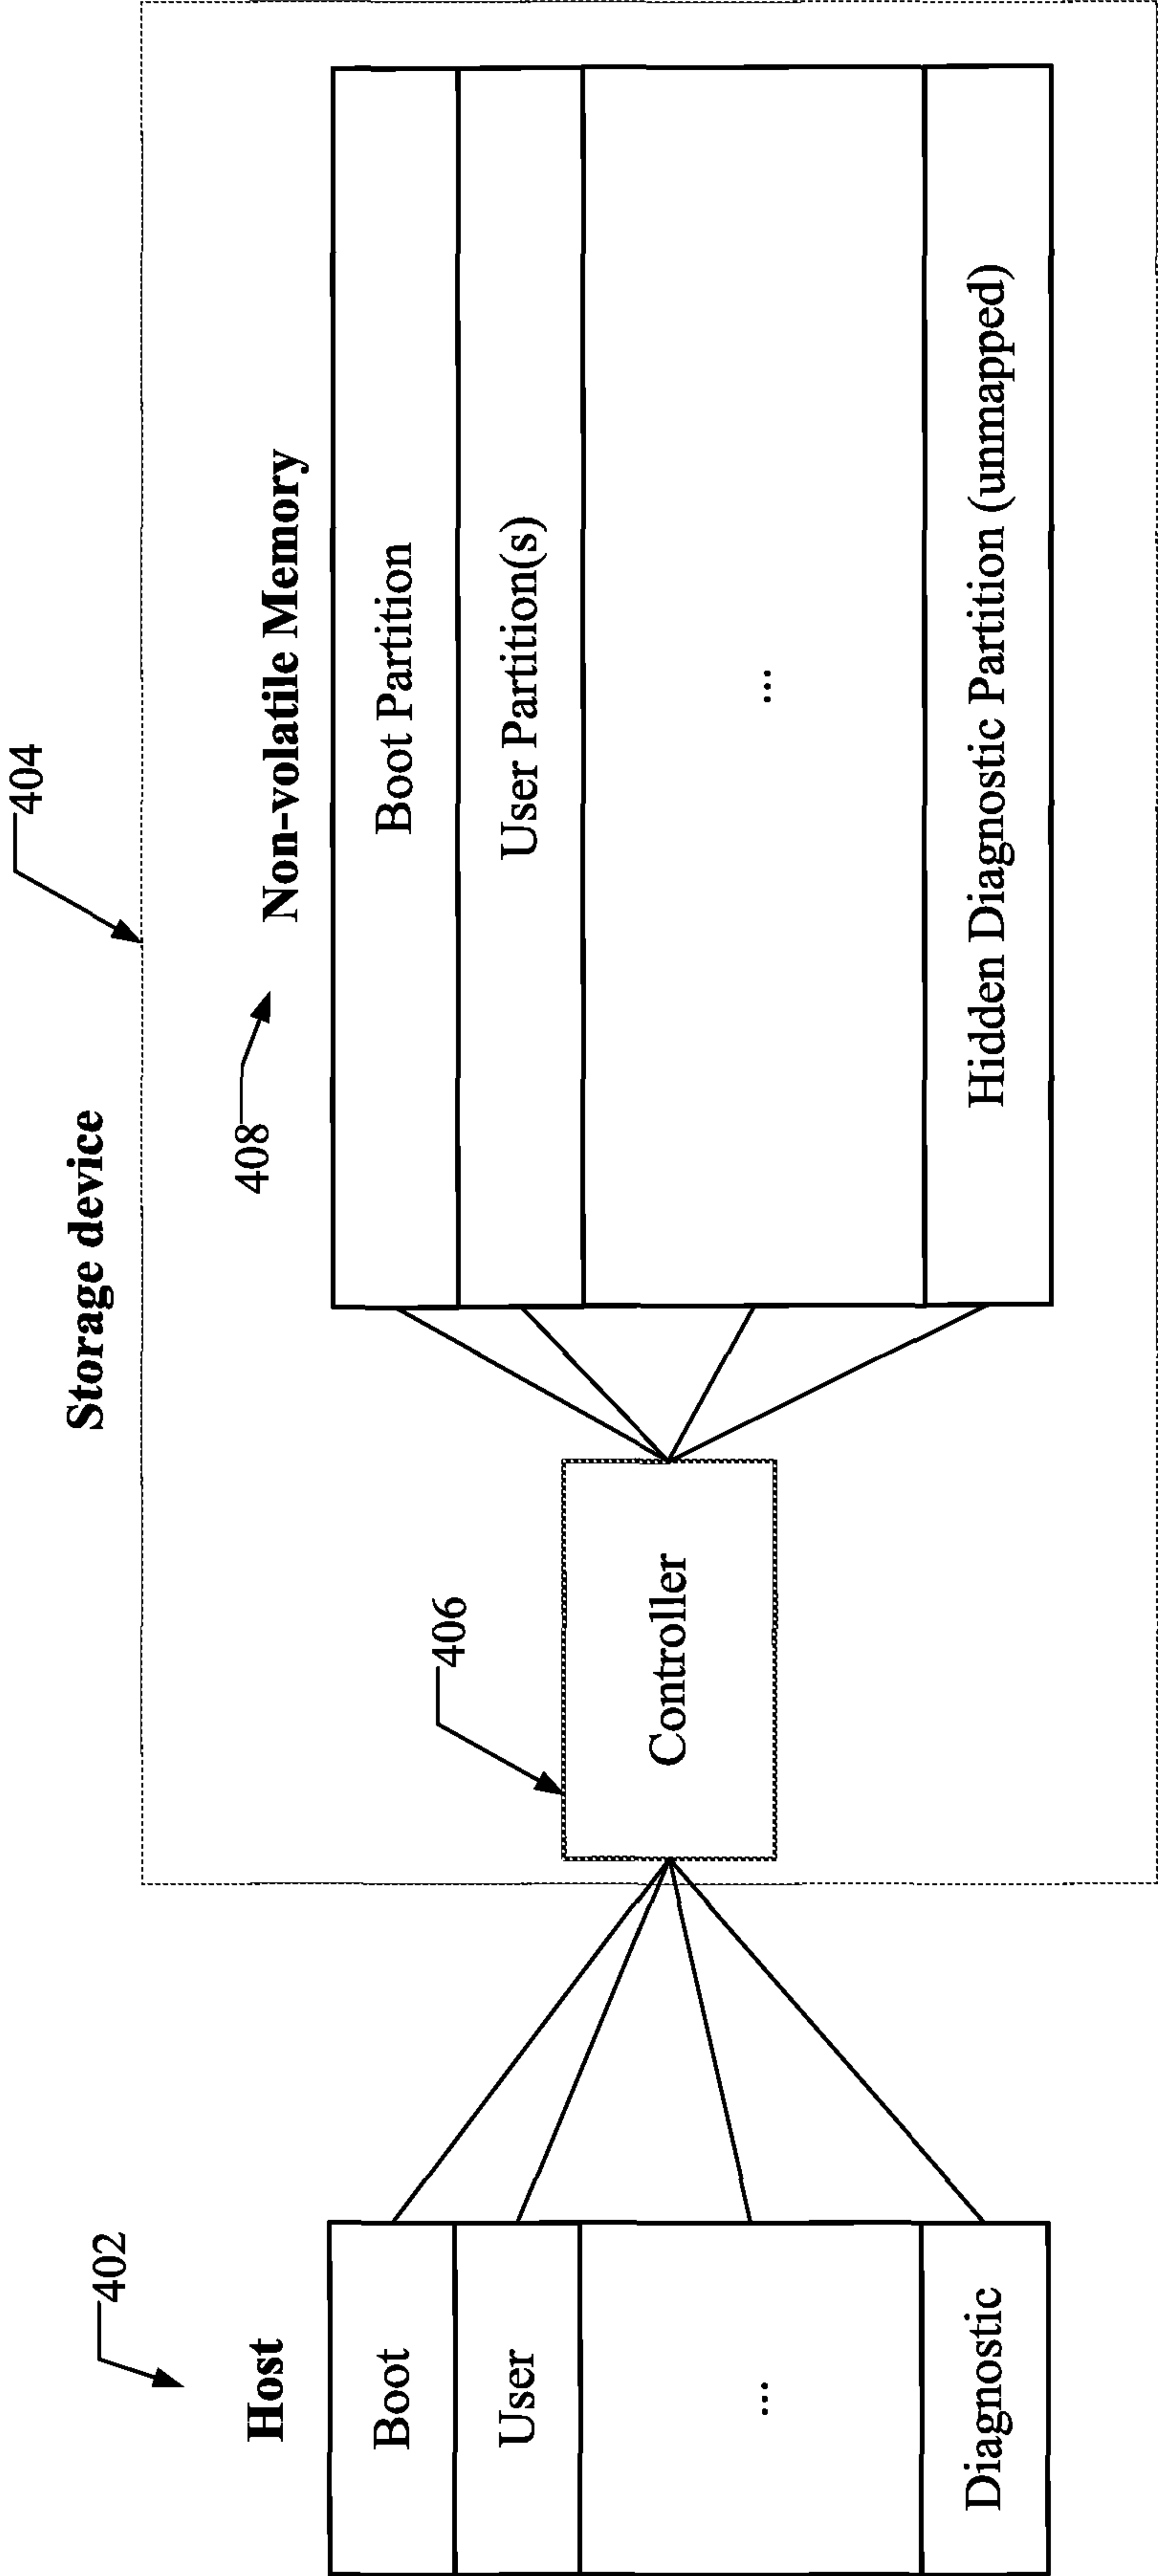 402
Host
Boot
User
...
Diagnostic
Storage device
404
406
Controller
408
Non-volatile Memory
Boot Partition
User Partition(s)
...
Hidden Diagnostic Partition (unmapped)